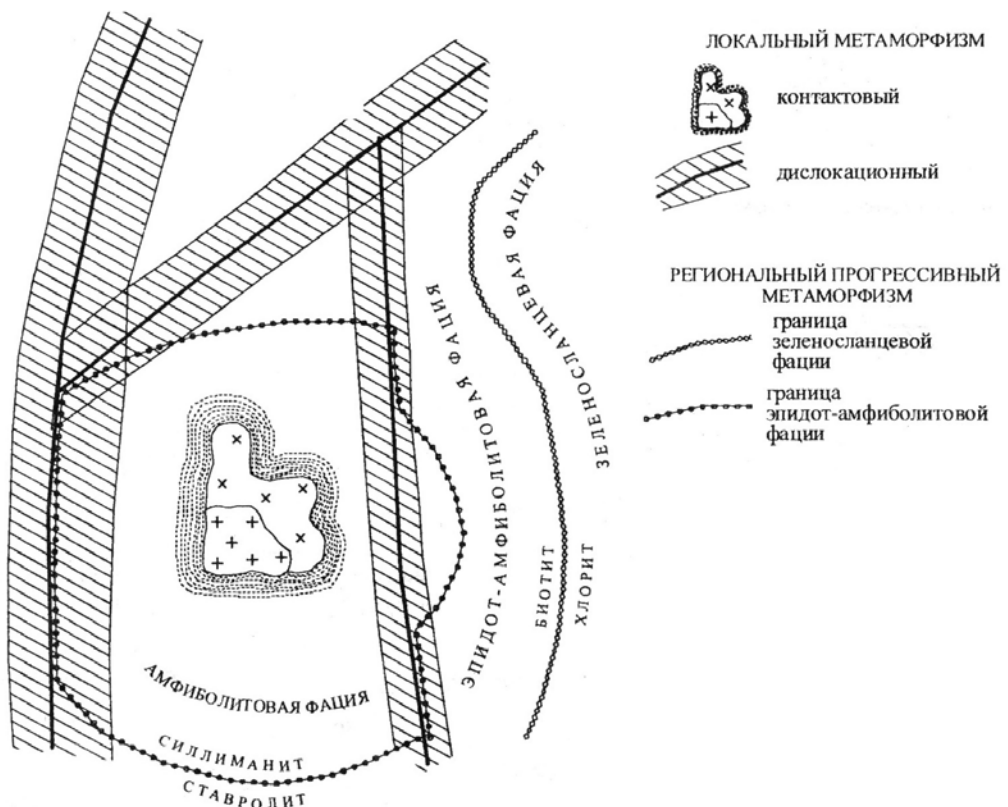 ЛОКАЛЬНЫЙ МЕТАМОРФИЗМ
контактовый
дислокационный
РЕГИОНАЛЬНЫЙ ПРОГРЕССИВНЫЙ
МЕТАМОРФИЗМ
граница
зеленосланцевой
фации
граница
эпидот-амфиболитовой
фации
ЗЕЛЕНОСЛАНЦЕВАЯ ФАЦИЯ
ЭПИДОТ-АМФИБОЛИТОВАЯ ФАЦИЯ
БИОТИТ
ХЛОРИТ
АМФИБОЛИТОВАЯ ФАЦИЯ
СИЛЛИМАНИТ
СТАВРОЛИТ